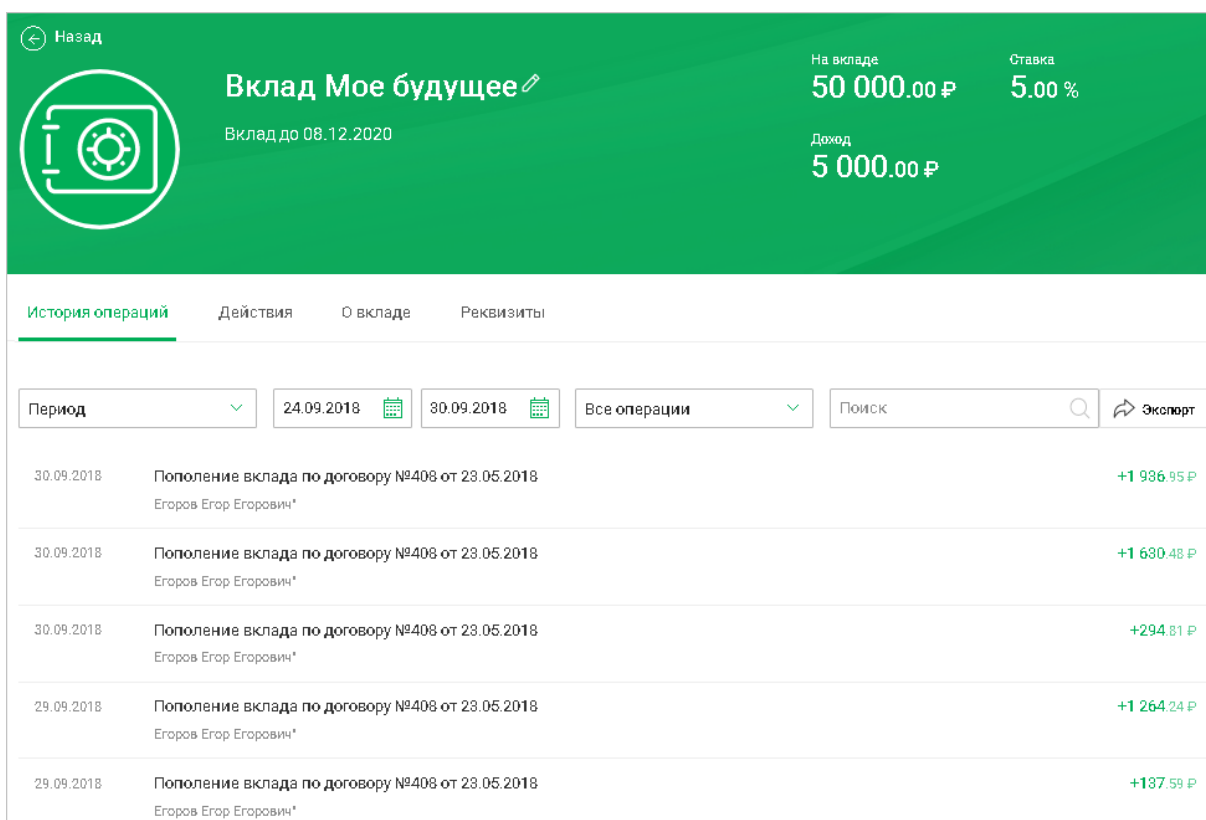 Назад
Вклад Мое будущее
Вклад до 08.12.2020
На вкладе
50 000.00 ₽
Ставка
5.00 %
Доход
5 000.00 ₽
История операций Действия О вкладе Реквизиты
Период 24.09.2018 30.09.2018 Все операции Поиск Экспорт
30.09.2018 Пополение вклада по договору №408 от 23.05.2018 +1 936.95 ₽
Егоров Егор Егорович"
30.09.2018 Пополение вклада по договору №408 от 23.05.2018 +1 630.48 ₽
Егоров Егор Егорович"
30.09.2018 Пополение вклада по договору №408 от 23.05.2018 +294.81 ₽
Егоров Егор Егорович"
29.09.2018 Пополение вклада по договору №408 от 23.05.2018 +1 264.24 ₽
Егоров Егор Егорович"
29.09.2018 Пополение вклада по договору №408 от 23.05.2018 +137.59 ₽
Егоров Егор Егорович"